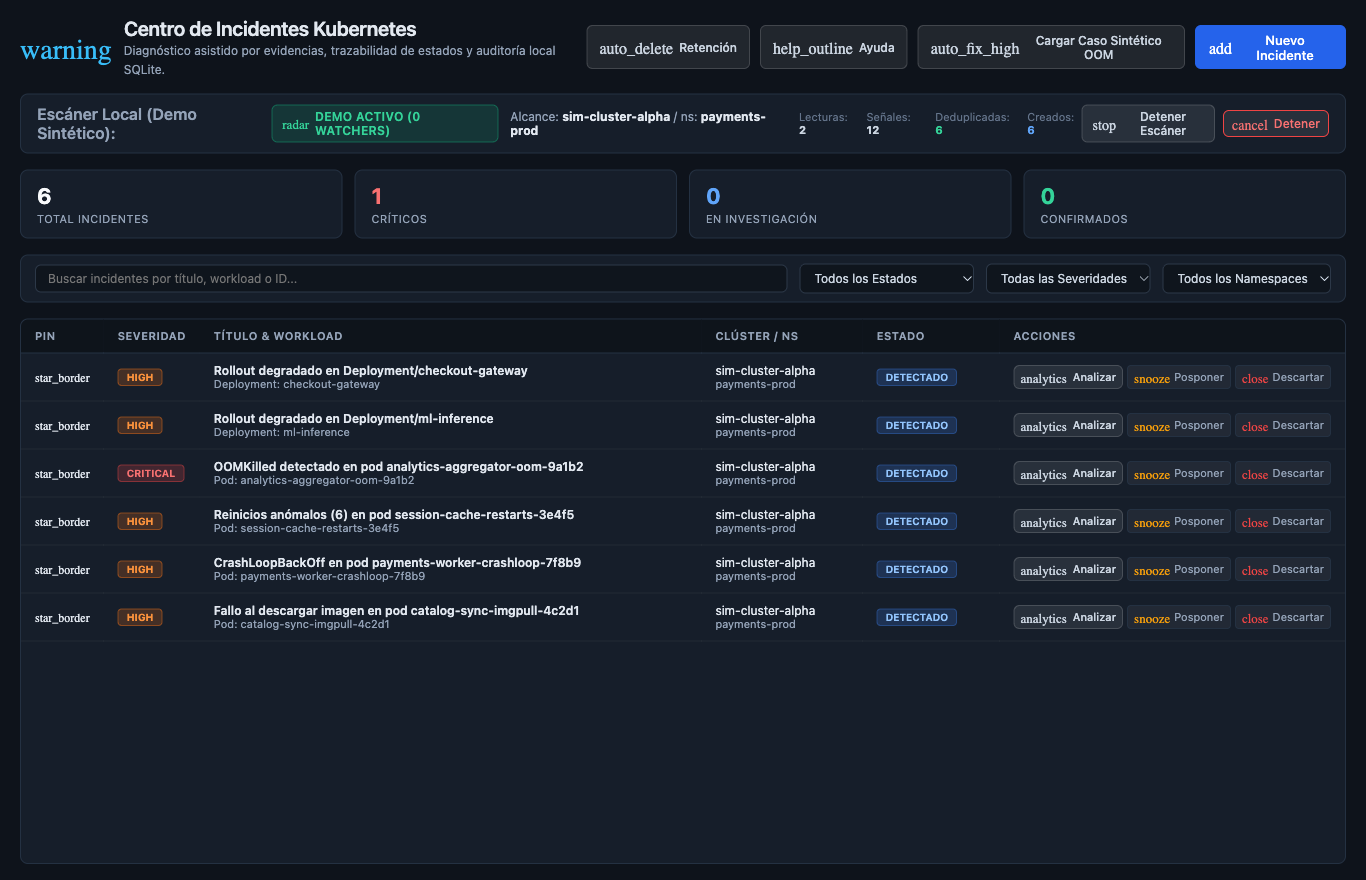 warning
Centro de Incidentes Kubernetes
Diagnóstico asistido por evidencias, trazabilidad de estados y auditoría local
SQLite.
auto_delete Retención
help_outline Ayuda
auto_fix_high Cargar Caso Sintético
OOM
add Nuevo
Incidente
Escáner Local (Demo
Sintético):
radar DEMO ACTIVO (0
WATCHERS)
Alcance: sim-cluster-alpha / ns: payments-
prod
Lecturas:
2
Señales:
12
Deduplicadas:
6
Creados:
6
stop Detener
Escáner
cancel Detener
6
TOTAL INCIDENTES
1
CRÍTICOS
0
EN INVESTIGACIÓN
0
CONFIRMADOS
Buscar incidentes por título, workload o ID...
Todos los Estados
Todas las Severidades
Todos los Namespaces
PIN SEVERIDAD TÍTULO & WORKLOAD CLÚSTER / NS ESTADO ACCIONES
star_border HIGH Rollout degradado en Deployment/checkout-gateway sim-cluster-alpha DETECTADO analytics Analizar snooze Posponer close Descartar
Deployment: checkout-gateway payments-prod
star_border HIGH Rollout degradado en Deployment/ml-inference sim-cluster-alpha DETECTADO analytics Analizar snooze Posponer close Descartar
Deployment: ml-inference payments-prod
star_border CRITICAL OOMKilled detectado en pod analytics-aggregator-oom-9a1b2 sim-cluster-alpha DETECTADO analytics Analizar snooze Posponer close Descartar
Pod: analytics-aggregator-oom-9a1b2 payments-prod
star_border HIGH Reinicios anómalos (6) en pod session-cache-restarts-3e4f5 sim-cluster-alpha DETECTADO analytics Analizar snooze Posponer close Descartar
Pod: session-cache-restarts-3e4f5 payments-prod
star_border HIGH CrashLoopBackOff en pod payments-worker-crashloop-7f8b9 sim-cluster-alpha DETECTADO analytics Analizar snooze Posponer close Descartar
Pod: payments-worker-crashloop-7f8b9 payments-prod
star_border HIGH Fallo al descargar imagen en pod catalog-sync-imgpull-4c2d1 sim-cluster-alpha DETECTADO analytics Analizar snooze Posponer close Descartar
Pod: catalog-sync-imgpull-4c2d1 payments-prod